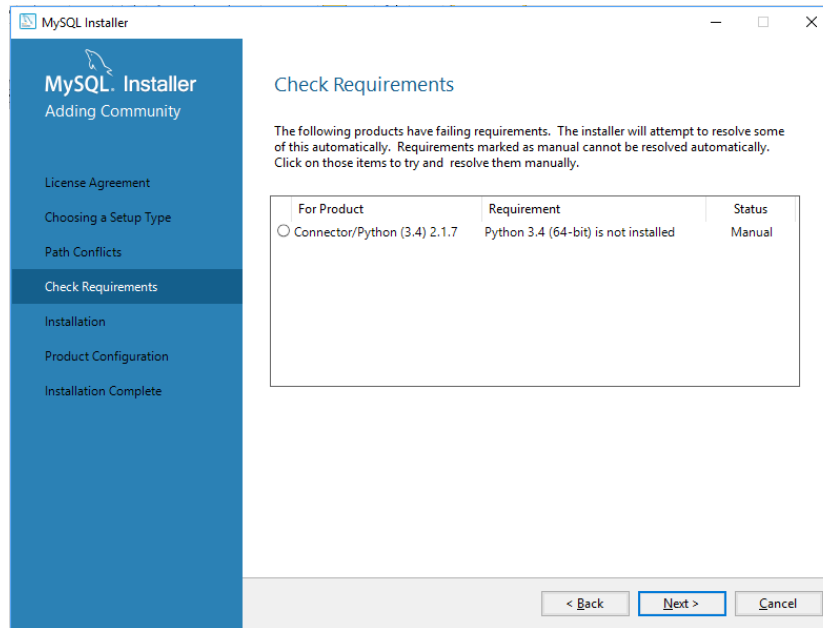 MySQL Installer
MySQL. Installer
Adding Community
License Agreement
Choosing a Setup Type
Path Conflicts
Check Requirements
Installation
Product Configuration
Installation Complete
Check Requirements
The following products have failing requirements. The installer will attempt to resolve some
of this automatically. Requirements marked as manual cannot be resolved automatically.
Click on those items to try and resolve them manually.
For Product Requirement Status
Connector/Python (3.4) 2.1.7 Python 3.4 (64-bit) is not installed Manual
< Back Next > Cancel